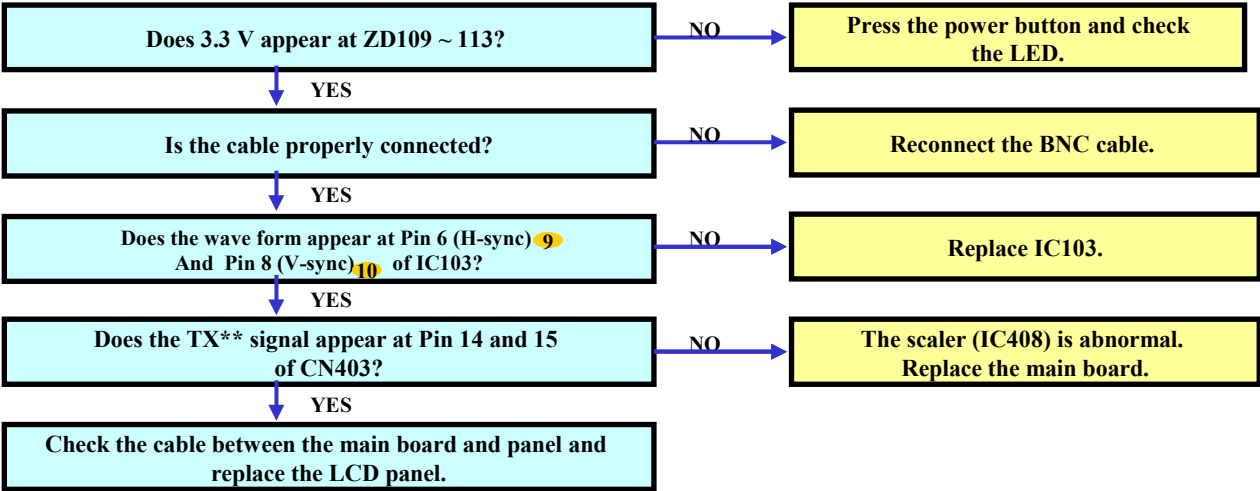 Does 3.3 V appear at ZD109 ~ 113?
NO
Press the power button and check
the LED.
YES
Is the cable properly connected?
NO
Reconnect the BNC cable.
YES
Does the wave form appear at Pin 6 (H-sync) 9
And Pin 8 (V-sync) 10 of IC103?
NO
Replace IC103.
YES
Does the TX** signal appear at Pin 14 and 15
of CN403?
NO
The scaler (IC408) is abnormal.
Replace the main board.
YES
Check the cable between the main board and panel and
replace the LCD panel.